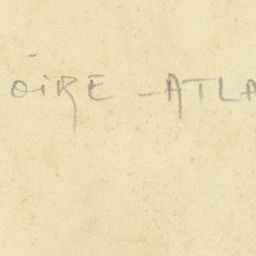 OIRE - ATLA